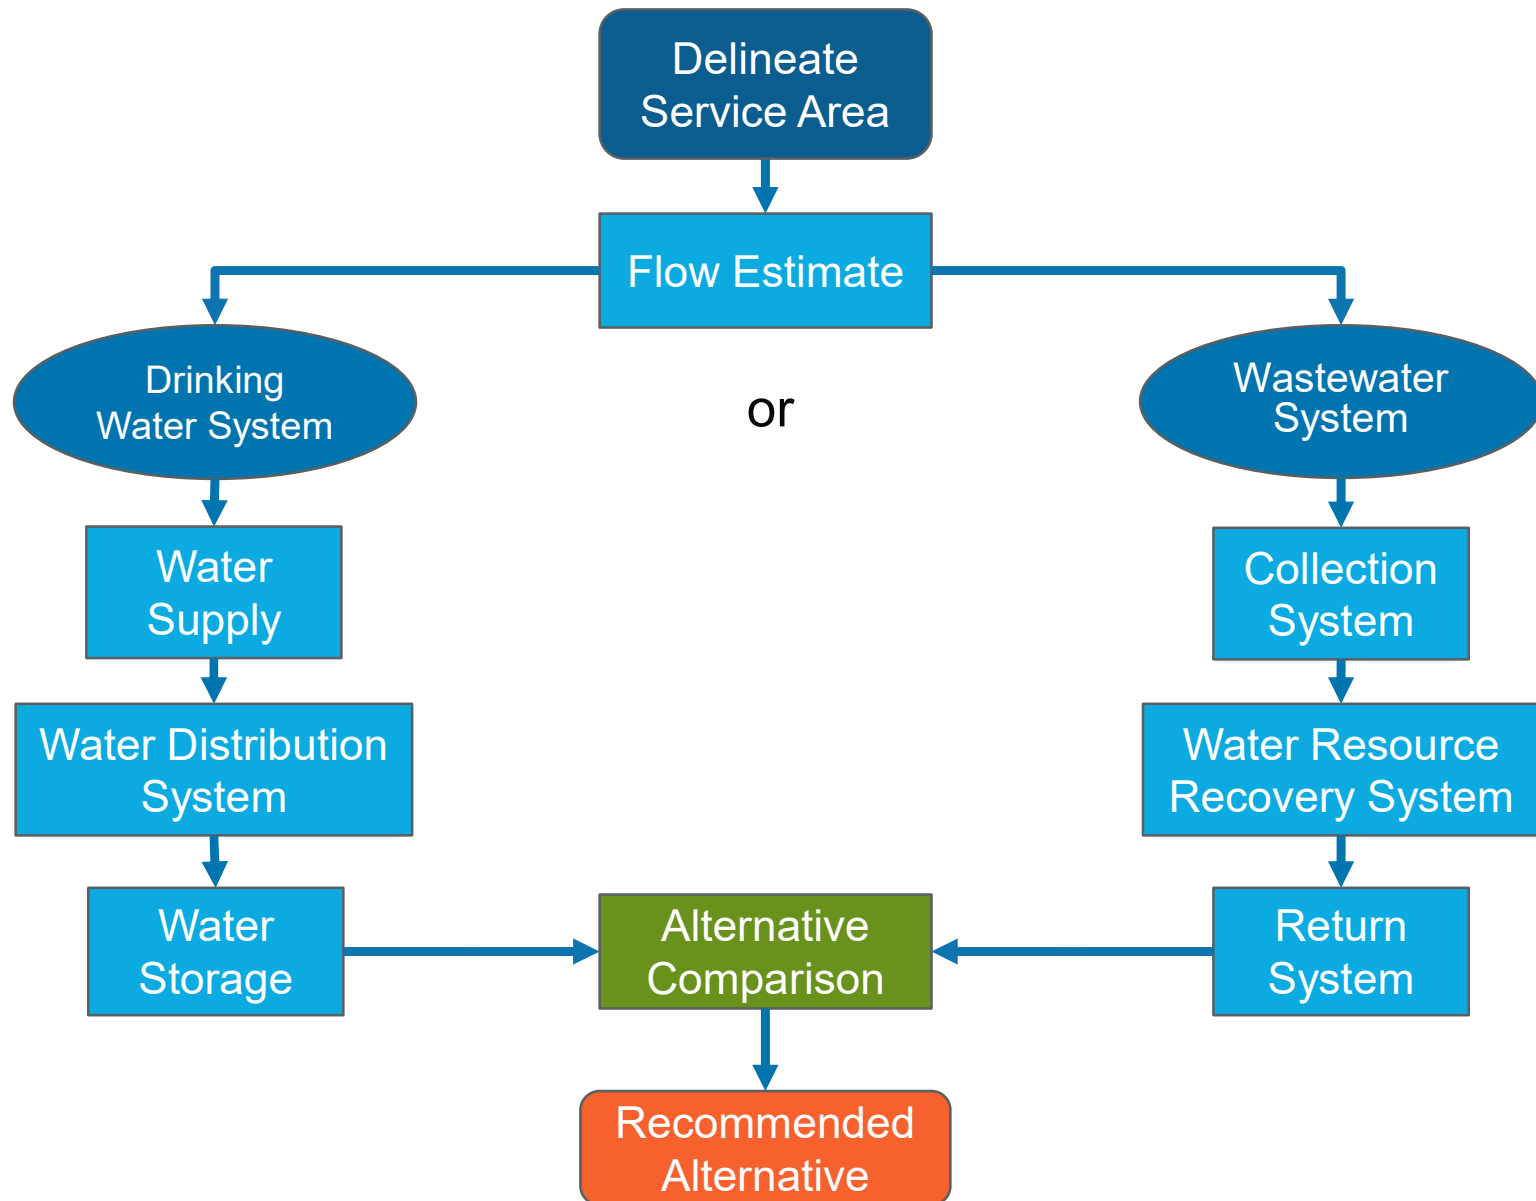 Delineate
Service Area
Flow Estimate
Drinking
Water System
or
Wastewater
System
Water
Supply
Collection
System
Water Distribution
System
Water Resource
Recovery System
Water
Storage
Alternative
Comparison
Return
System
Recommended
Alternative